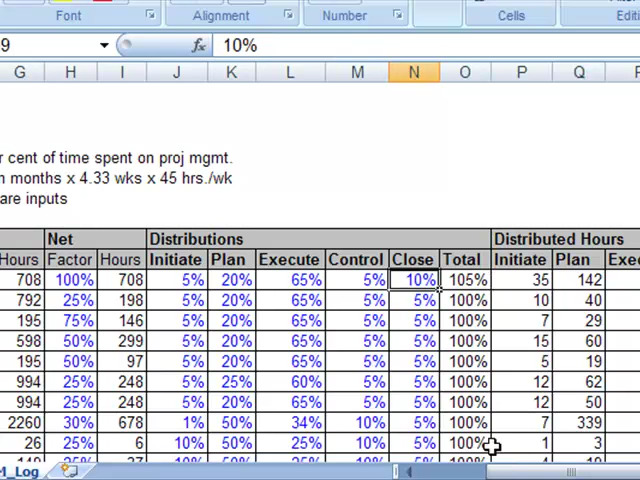 Font Alignment Number Cells
9 fx 10%
G H I J K L M N O P Q
cent of time spent on proj mgmt.
months x 4.33 wks x 45 hrs./wk
are inputs
Net Distributions Distributed Hours
Hours Factor Hours Initiate Plan Execute Control Close Total Initiate Plan
708 100% 708 5% 20% 65% 5% 10% 105% 35 142
792 25% 198 5% 20% 65% 5% 5% 100% 10 40
195 75% 146 5% 20% 65% 5% 5% 100% 7 29
598 50% 299 5% 20% 65% 5% 5% 100% 15 60
195 50% 97 5% 20% 65% 5% 5% 100% 5 19
994 25% 248 5% 25% 60% 5% 5% 100% 12 62
994 25% 248 5% 20% 65% 5% 5% 100% 12 50
2260 30% 678 1% 50% 34% 10% 5% 100% 7 339
26 25% 6 10% 50% 25% 10% 5% 100% 1 3
M_Log